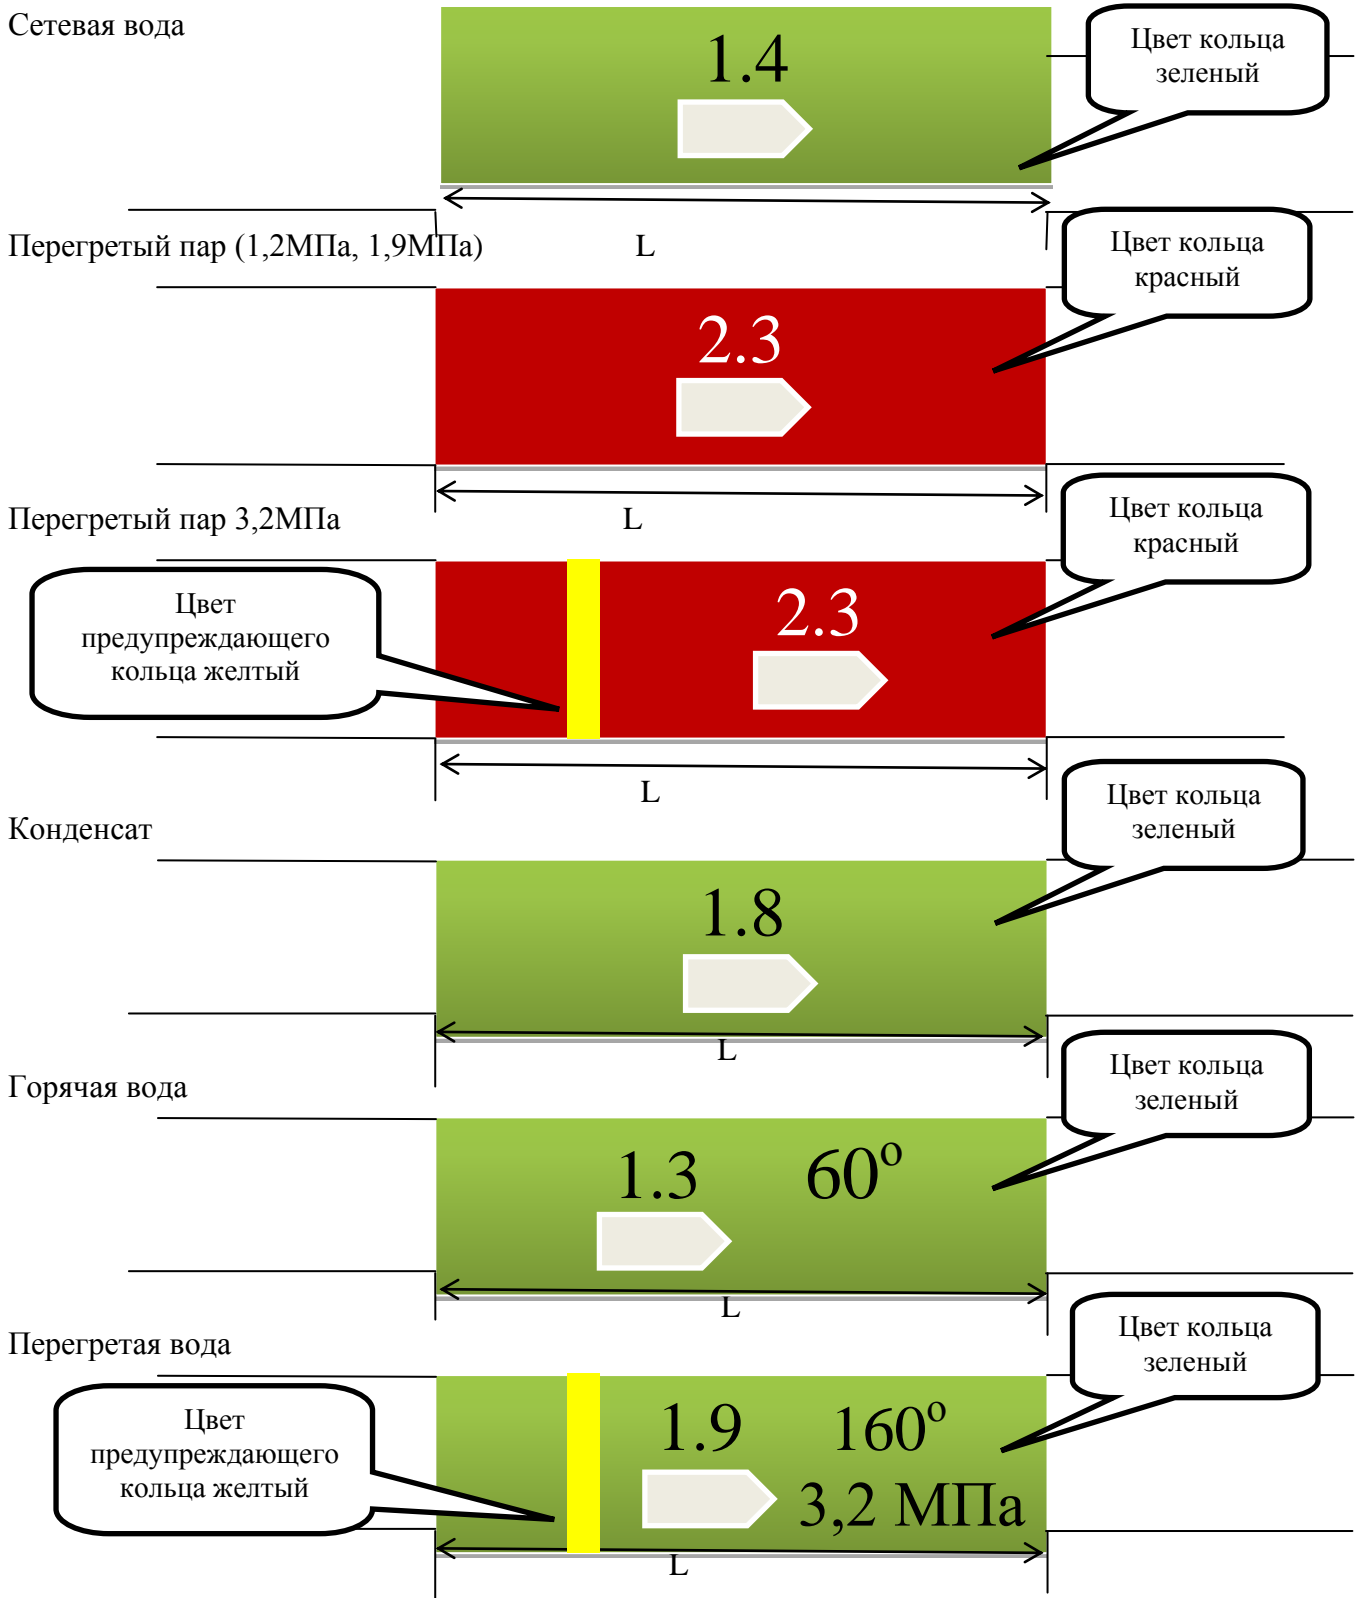 Сетевая вода
1.4
Цвет кольца
зеленый
Перегретый пар (1,2МПа, 1,9МПа)
L
Цвет кольца
красный
2.3
Перегретый пар 3,2МПа
L
Цвет кольца
красный
Цвет
предупреждающего
кольца желтый
2.3
L
Конденсат
Цвет кольца
зеленый
1.8
L
Горячая вода
Цвет кольца
зеленый
1.3 60º
L
Перегретая вода
Цвет кольца
зеленый
Цвет
предупреждающего
кольца желтый
1.9 160º
3,2 МПа
L